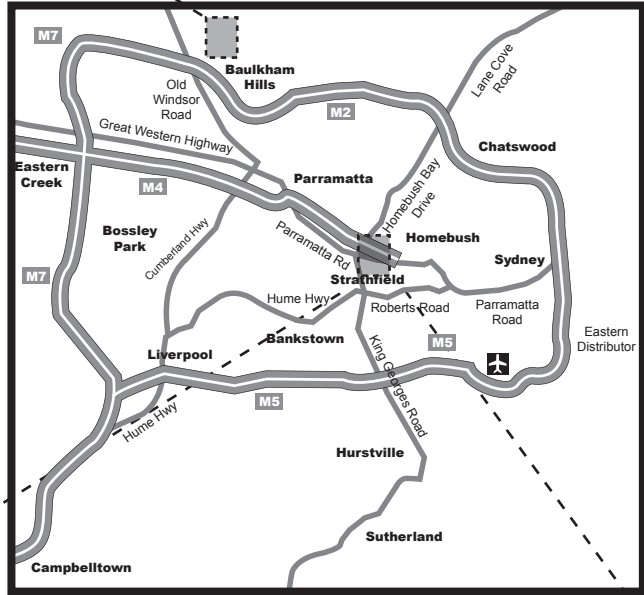 M7
Baulkham
Hills
Old
Windsor
Road
Lane Cove
Road
M2
Great Western Highway
Chatswood
Eastern
Creek
M4
Parramatta
Homebush Bay
Drive
Bossley
Park
Cumberland Hwy
Parramatta Rd
Homebush
Sydney
Strathfield
M7
Hume Hwy
Roberts Road
Parramatta
Road
Bankstown
M5
Eastern
Distributor
Liverpool
King Georges Road
M5
Hume Hwy
Hurstville
Sutherland
Campbelltown